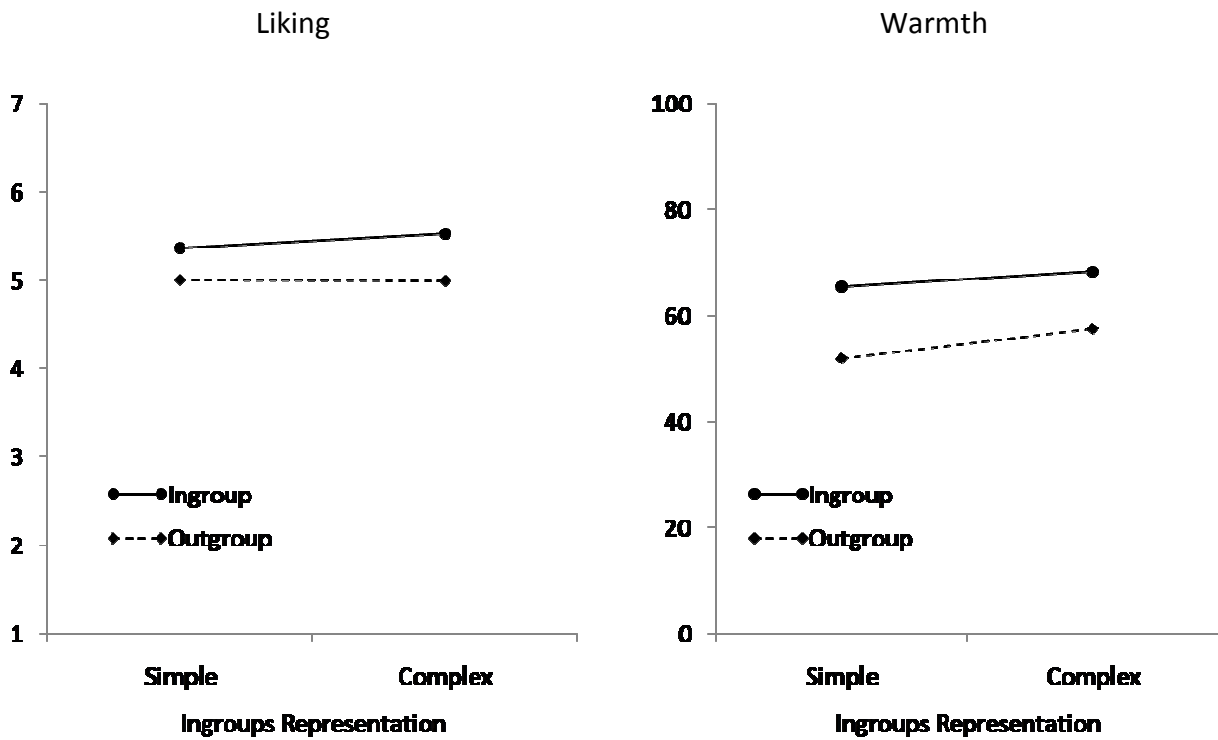 Liking
7
6
5
4
3
2
1
Ingroup
Outgroup
Simple Complex
Ingroups Representation
Warmth
100
80
60
40
20
0
Ingroup
Outgroup
Simple Complex
Ingroups Representation